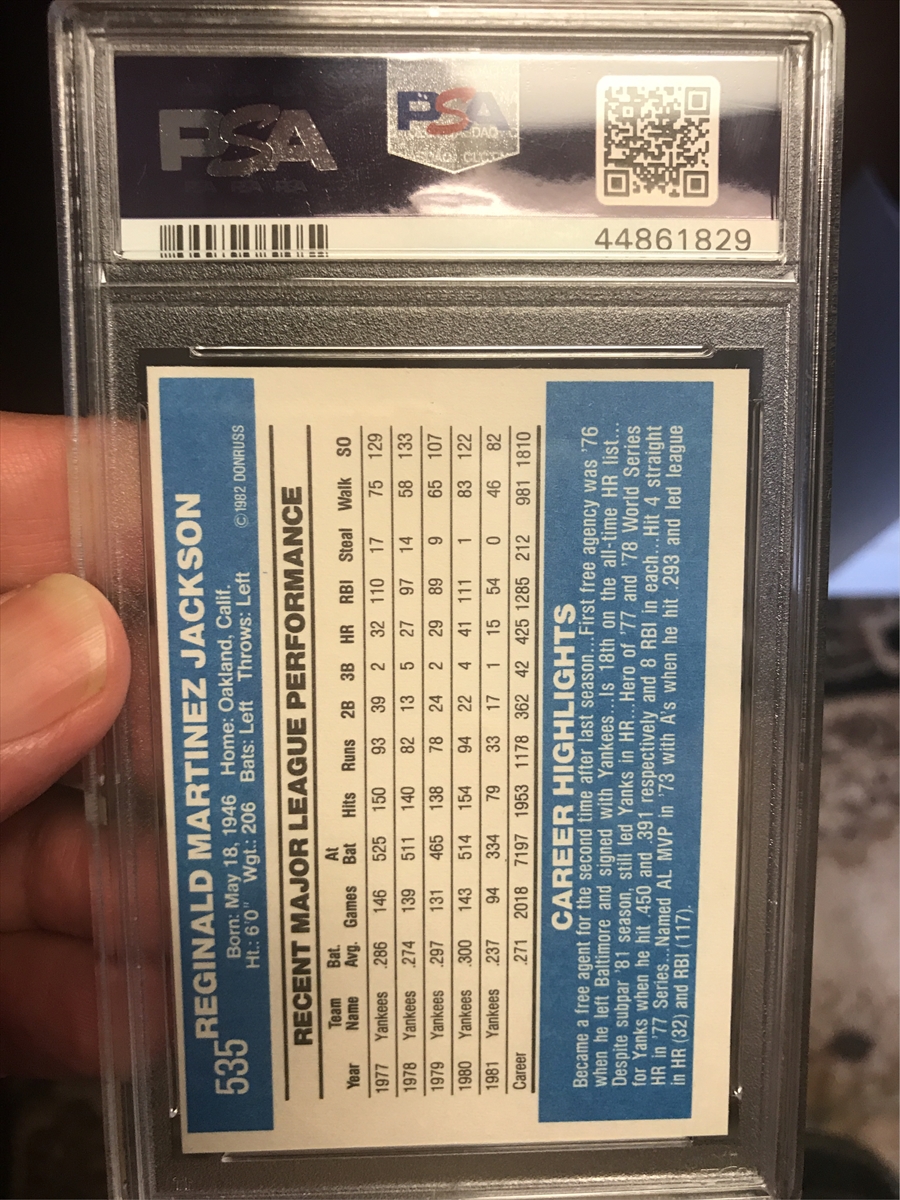 PSA
PSA
NASDAQ
NASDAQ CLCT
44861829
535
REGINALD MARTINEZ JACKSON
Born: May 18, 1946 Home: Oakland, Calif.
Ht.: 6'0" Wgt.: 206 Bats: Left Throws: Left
© 1982 DONRUSS
RECENT MAJOR LEAGUE PERFORMANCE
Year Team Name Bat. Avg. Games At Bat Hits Runs 2B 3B HR RBI Steal Walk SO
1977 Yankees .286 146 525 150 93 39 2 32 110 17 75 129
1978 Yankees .274 139 511 140 82 13 5 27 97 14 58 133
1979 Yankees .297 131 465 138 78 24 2 29 89 9 65 107
1980 Yankees .300 143 514 154 94 22 4 41 111 1 83 122
1981 Yankees .237 94 334 79 33 17 1 15 54 0 46 82
Career .271 2018 7197 1953 1178 362 42 425 1285 212 981 1810
CAREER HIGHLIGHTS
Became a free agent for the second time after last season...First free agency was '76
when he left Baltimore and signed with Yankees...Is 18th on the all-time HR list...
Despite subpar '81 season, still led Yanks in HR...Hero of '77 and '78 World Series
for Yanks when he hit .450 and .391 respectively and 8 RBI in each...Hit 4 straight
HR in '77 Series...Named AL MVP in '73 with A's when he hit .293 and led league
in HR (32) and RBI (117).